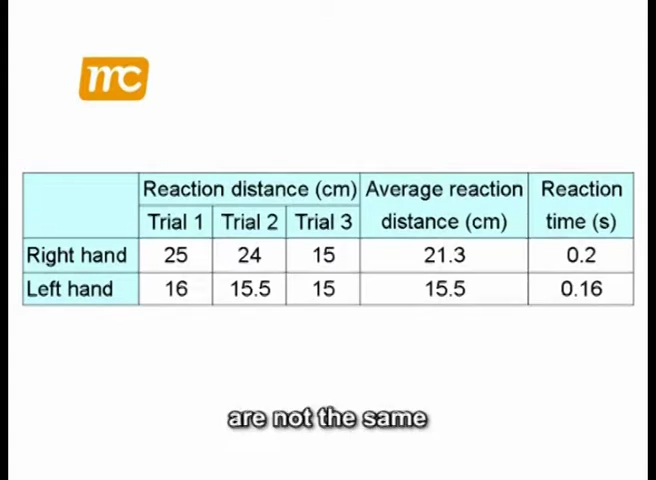 mc
Reaction distance (cm) Average reaction distance (cm) Reaction time (s)
Trial 1 Trial 2 Trial 3
Right hand 25 24 15 21.3 0.2
Left hand 16 15.5 15 15.5 0.16
are not the same